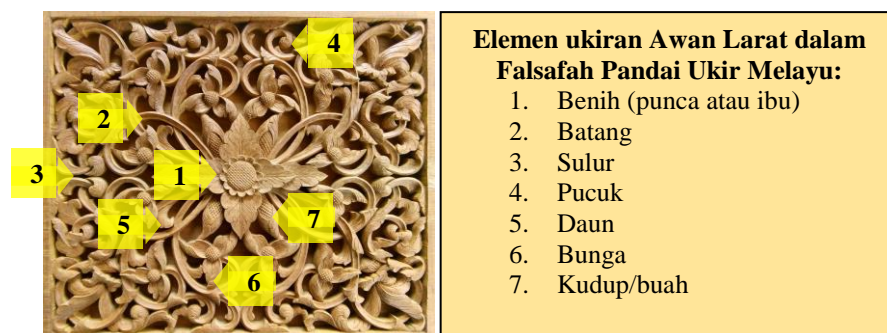 4
2
3
1
5
7
6
Elemen ukiran Awan Larat dalam
Falsafah Pandai Ukir Melayu:
1. Benih (punca atau ibu)
2. Batang
3. Sulur
4. Pucuk
5. Daun
6. Bunga
7. Kudup/buah